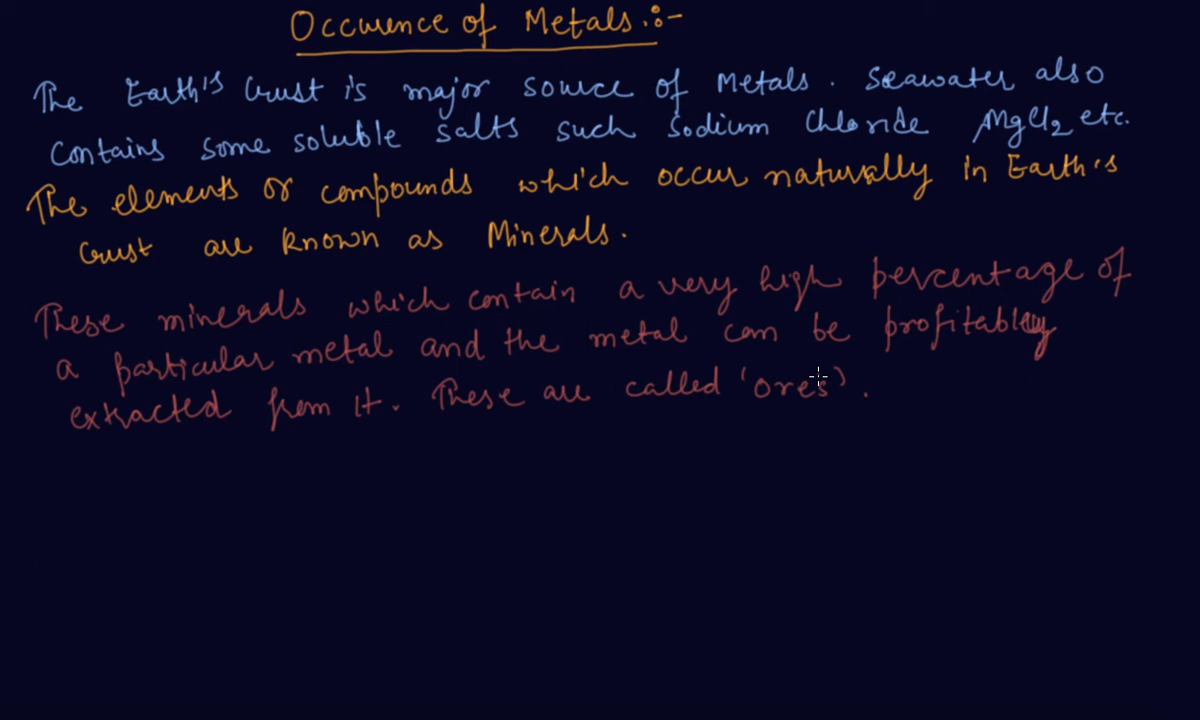 Occurence of Metals :-
The Earth's Crust is major source of Metals. Seawater also
contains some soluble salts such Sodium Chloride MgCl2 etc.
The elements or compounds which occur naturally in Earth's
Crust are known as Minerals.
These minerals which contain a very high percentage of
a particular metal and the metal can be profitably
extracted from it. These are called 'ores'.